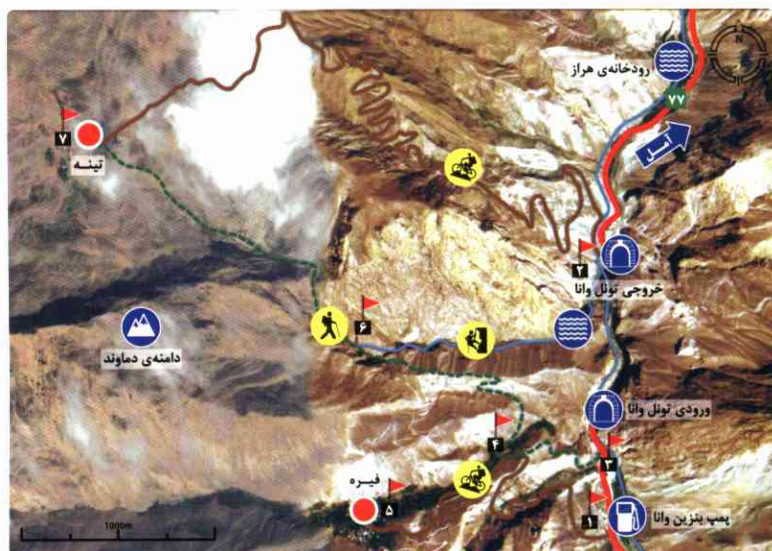 N
رودخانه‌ی هراز
۷۷
آمل
۷
تینه
۲
خروجی تونل وانا
۶
دامنه‌ی دماوند
ورودی تونل وانا
۴
۳
فیره
۵
۱
پمپ بنزین وانا
1000m